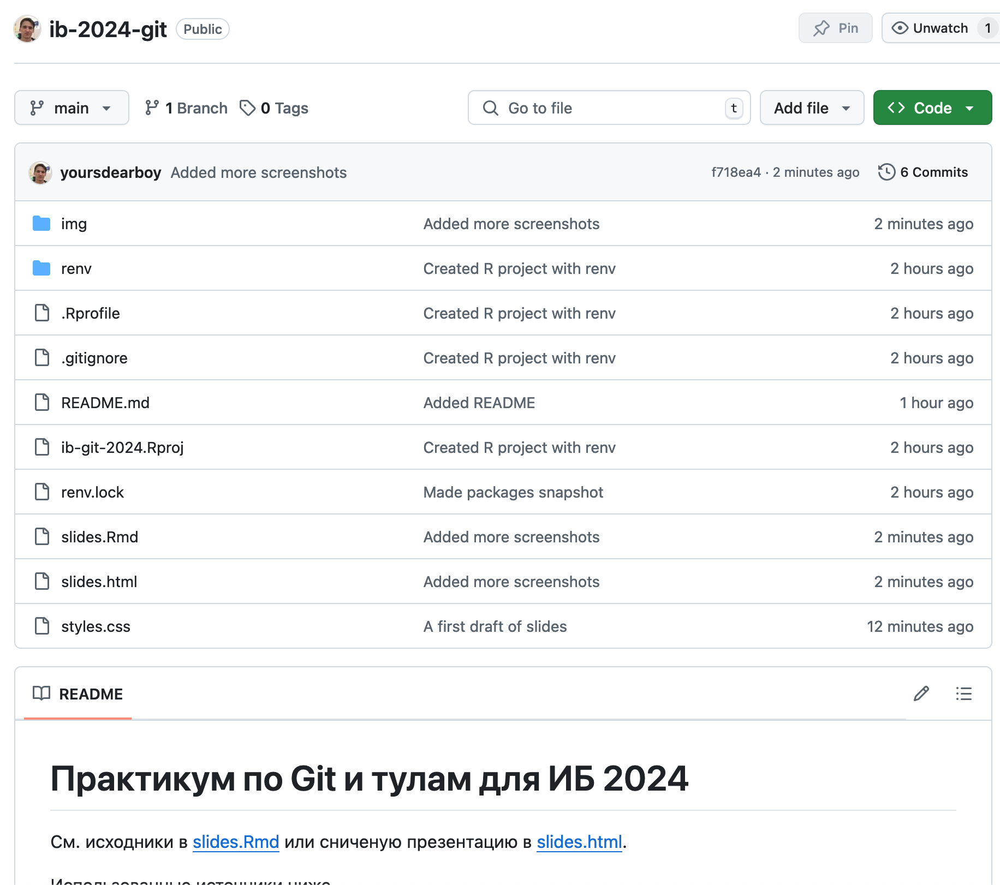 ib-2024-git Public Pin Unwatch 1
main 1 Branch 0 Tags Go to file t Add file Code
yoursdearboy Added more screenshots f718ea4 · 2 minutes ago 6 Commits
img Added more screenshots 2 minutes ago
renv Created R project with renv 2 hours ago
.Rprofile Created R project with renv 2 hours ago
.gitignore Created R project with renv 2 hours ago
README.md Added README 1 hour ago
ib-git-2024.Rproj Created R project with renv 2 hours ago
renv.lock Made packages snapshot 2 hours ago
slides.Rmd Added more screenshots 2 minutes ago
slides.html Added more screenshots 2 minutes ago
styles.css A first draft of slides 12 minutes ago
README
Практикум по Git и тулам для ИБ 2024
См. исходники в slides.Rmd или сниченую презентацию в slides.html.
Использованные источники ниже